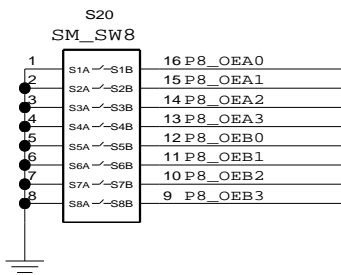 S20
SM_SW8
1 S1A S1B 16 P8_OEA0
2 S2A S2B 15 P8_OEA1
3 S3A S3B 14 P8_OEA2
4 S4A S4B 13 P8_OEA3
5 S5A S5B 12 P8_OEB0
6 S6A S6B 11 P8_OEB1
7 S7A S7B 10 P8_OEB2
8 S8A S8B 9 P8_OEB3